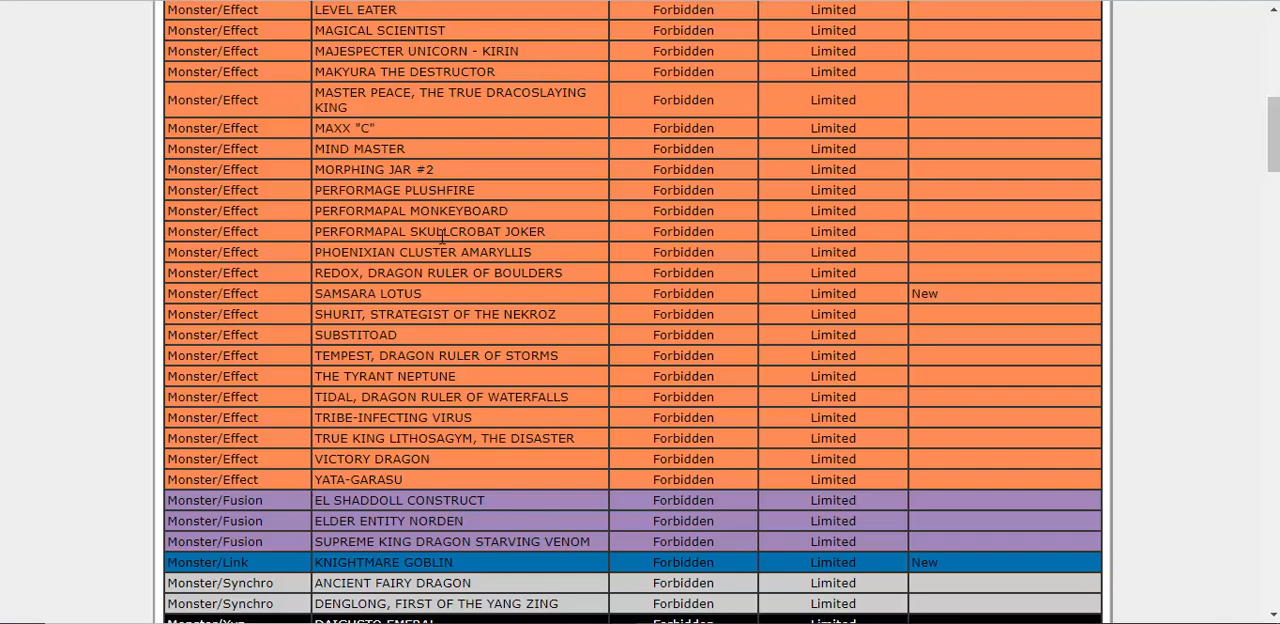 Monster/Effect LEVEL EATER Forbidden Limited
Monster/Effect MAGICAL SCIENTIST Forbidden Limited
Monster/Effect MAJESPECTER UNICORN - KIRIN Forbidden Limited
Monster/Effect MAKYURA THE DESTRUCTOR Forbidden Limited
Monster/Effect MASTER PEACE, THE TRUE DRACOSLAYING Forbidden Limited
KING
Monster/Effect MAXX "C" Forbidden Limited
Monster/Effect MIND MASTER Forbidden Limited
Monster/Effect MORPHING JAR #2 Forbidden Limited
Monster/Effect PERFORMAGE PLUSHFIRE Forbidden Limited
Monster/Effect PERFORMAPAL MONKEYBOARD Forbidden Limited
Monster/Effect PERFORMAPAL SKULLCROBAT JOKER Forbidden Limited
Monster/Effect PHOENIXIAN CLUSTER AMARYLLIS Forbidden Limited
Monster/Effect REDOX, DRAGON RULER OF BOULDERS Forbidden Limited
Monster/Effect SAMSARA LOTUS Forbidden Limited New
Monster/Effect SHURIT, STRATEGIST OF THE NEKROZ Forbidden Limited
Monster/Effect SUBSTITOAD Forbidden Limited
Monster/Effect TEMPEST, DRAGON RULER OF STORMS Forbidden Limited
Monster/Effect THE TYRANT NEPTUNE Forbidden Limited
Monster/Effect TIDAL, DRAGON RULER OF WATERFALLS Forbidden Limited
Monster/Effect TRIBE-INFECTING VIRUS Forbidden Limited
Monster/Effect TRUE KING LITHOSAGYM, THE DISASTER Forbidden Limited
Monster/Effect VICTORY DRAGON Forbidden Limited
Monster/Effect YATA-GARASU Forbidden Limited
Monster/Fusion EL SHADDOLL CONSTRUCT Forbidden Limited
Monster/Fusion ELDER ENTITY NORDEN Forbidden Limited
Monster/Fusion SUPREME KING DRAGON STARVING VENOM Forbidden Limited
Monster/Link KNIGHTMARE GOBLIN Forbidden Limited New
Monster/Synchro ANCIENT FAIRY DRAGON Forbidden Limited
Monster/Synchro DENGLONG, FIRST OF THE YANG ZING Forbidden Limited